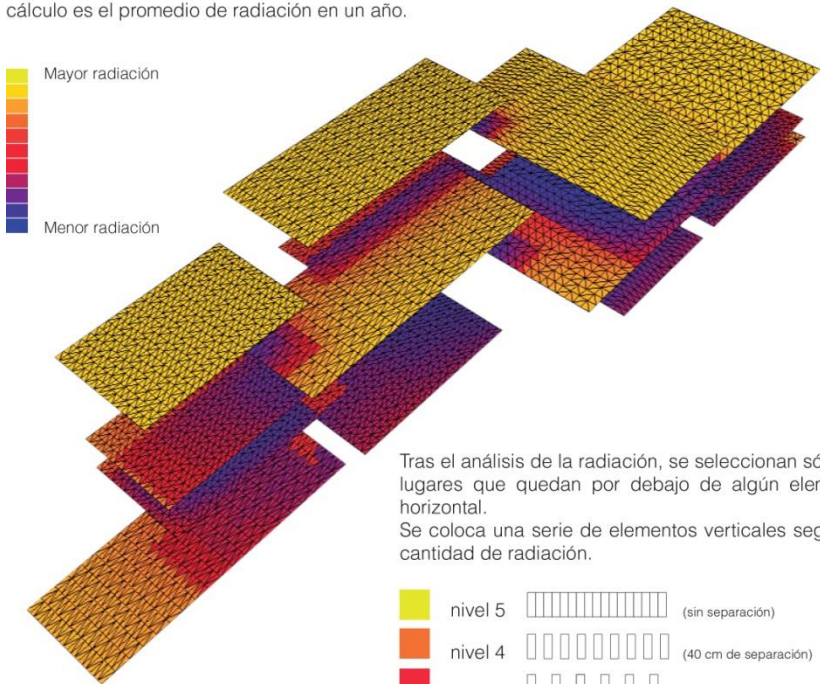 cálculo es el promedio de radiación en un año.
Mayor radiación
Menor radiación
Tras el análisis de la radiación, se seleccionan só
lugares que quedan por debajo de algún eler
horizontal.
Se coloca una serie de elementos verticales seg
cantidad de radiación.
nivel 5 (sin separación)
nivel 4 (40 cm de separación)